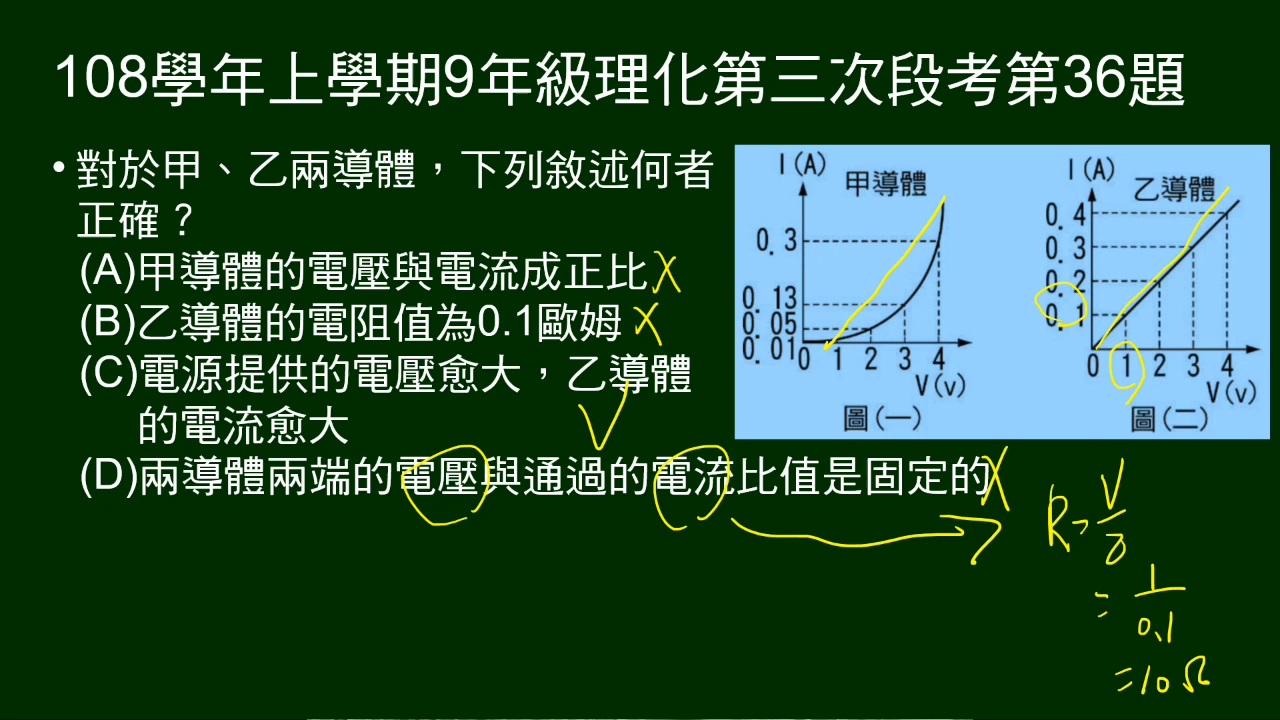 108學年上學期9年級理化第三次段考第36題
• 對於甲、乙兩導體，下列敘述何者
正確？
(A)甲導體的電壓與電流成正比 X
(B)乙導體的電阻值為0.1歐姆 X
(C)電源提供的電壓愈大，乙導體
的電流愈大 V
(D)兩導體兩端的電壓與通過的電流比值是固定的 X
I(A)
甲導體
0.3
0.13
0.05
0.01
0 1 2 3 4
V(v)
圖(一)
I(A)
乙導體
0.4
0.3
0.2
0.1
0 1 2 3 4
V(v)
圖(二)
R = V
I
= 1
0.1
= 10 Ω